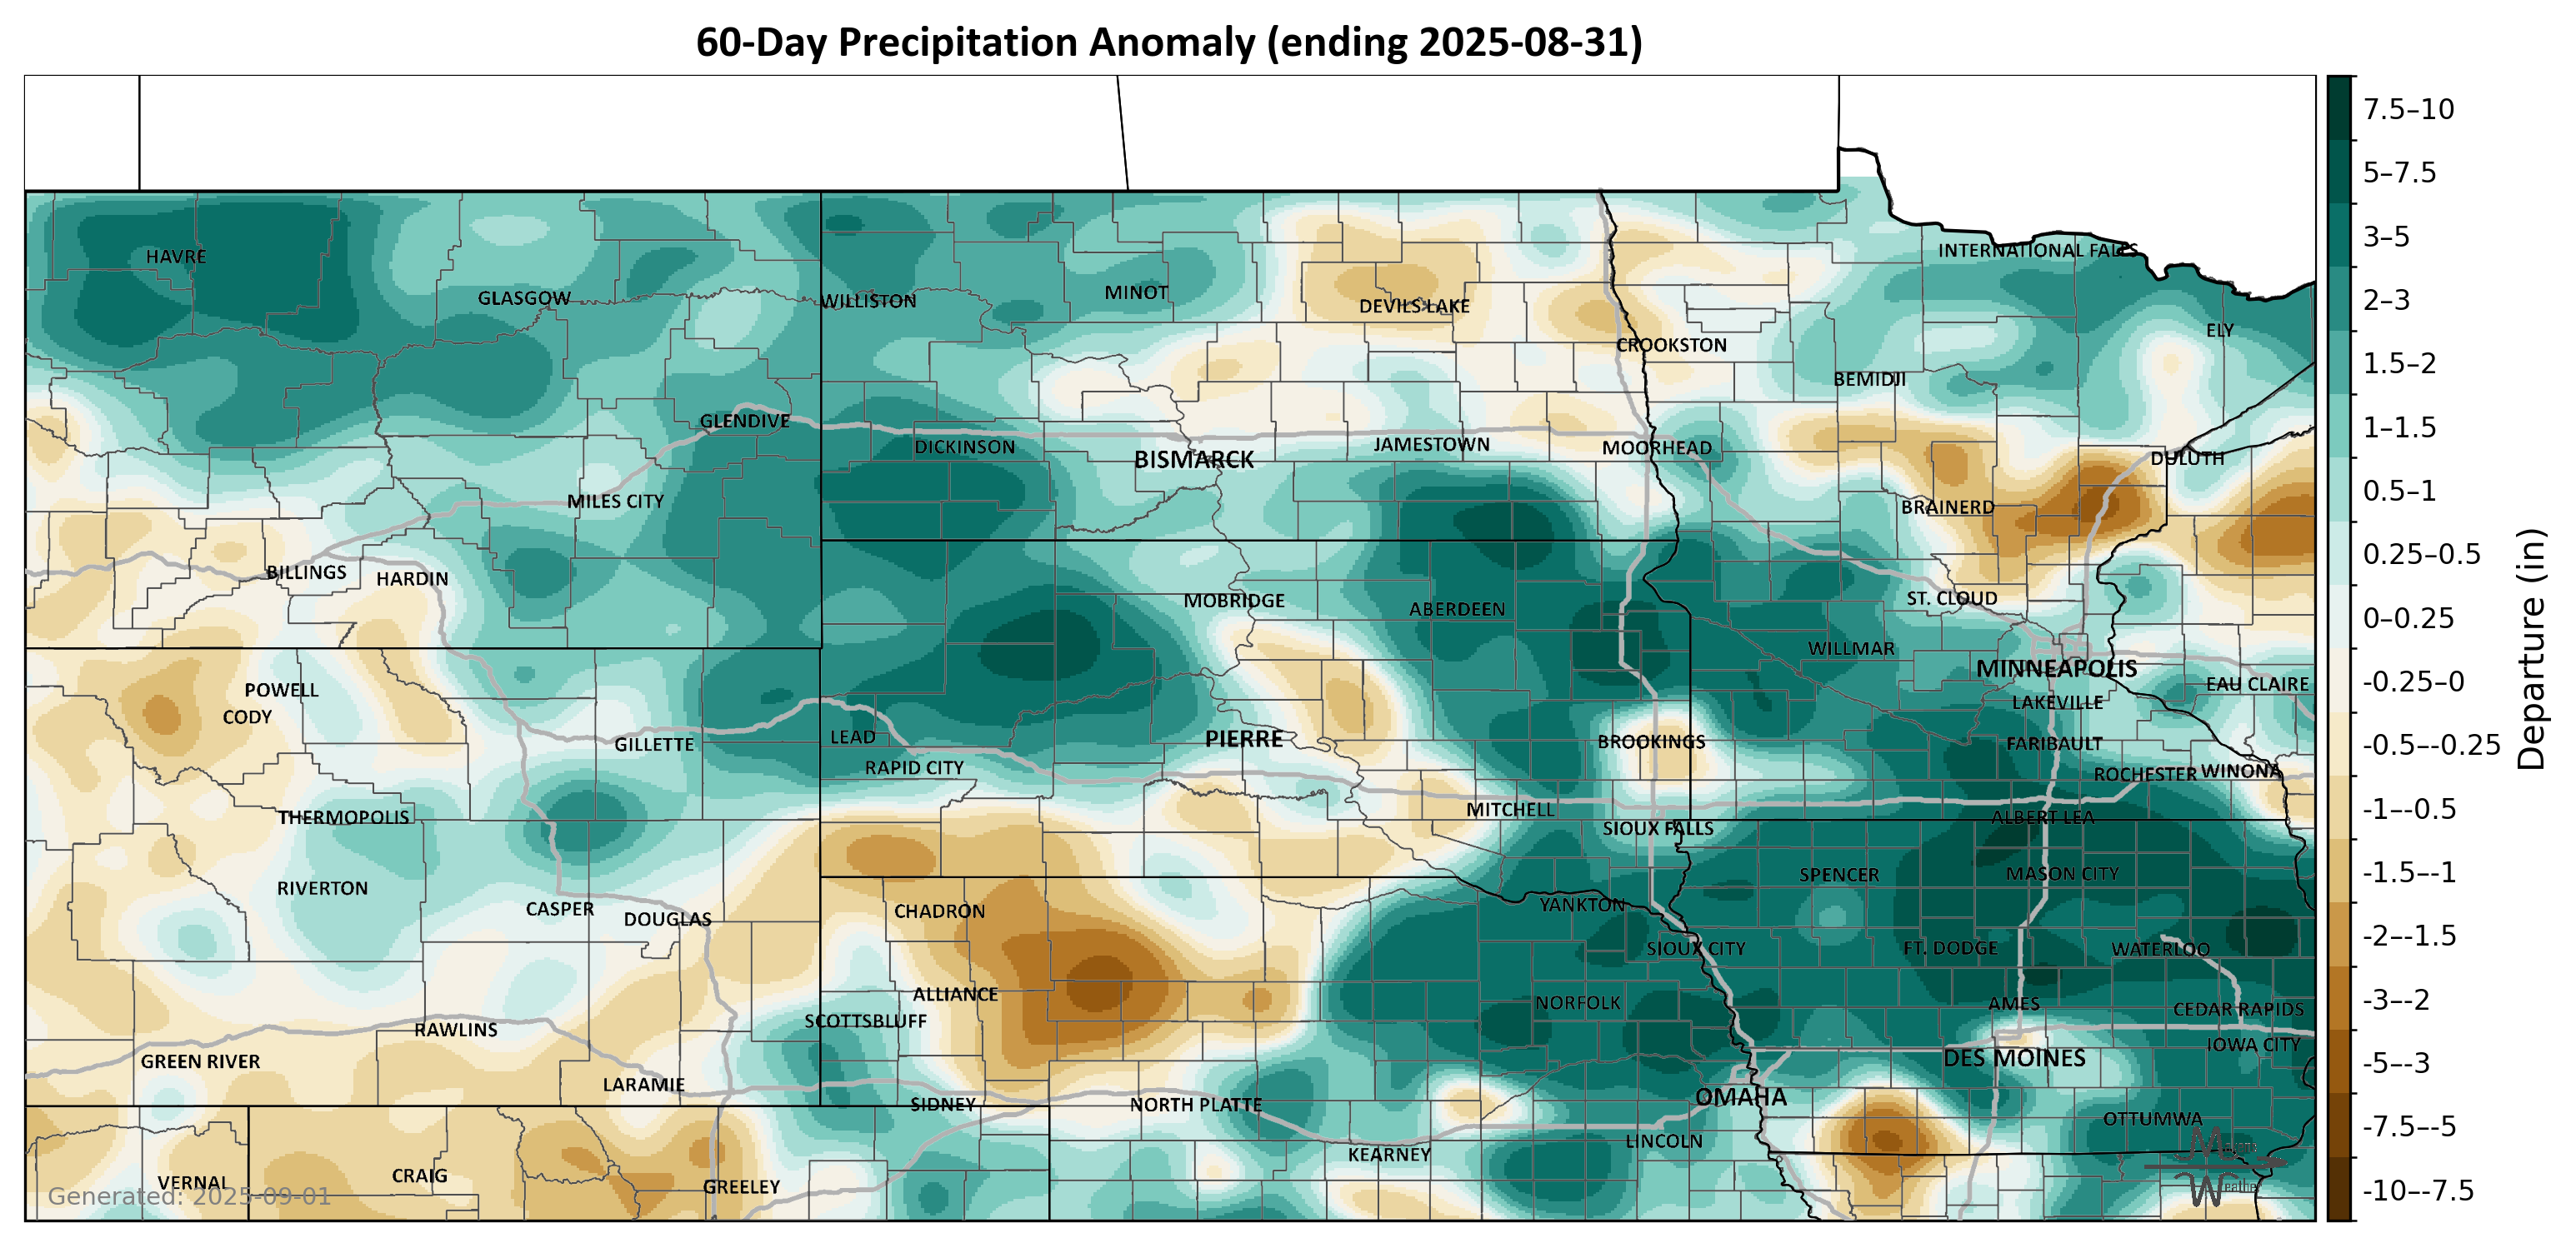 60-Day Precipitation Anomaly (ending 2025-08-31)
INTERNATIONAL FALLS
HAVRE
GLASGOW
WILLISTON
MINOT
DEVILS LAKE
ELY
CROOKSTON
BEMIDJI
GLENDIVE
DICKINSON
BISMARCK
JAMESTOWN
MOORHEAD
DULUTH
MILES CITY
BRAINERD
BILLINGS
HARDIN
MOBRIDGE
ABERDEEN
ST. CLOUD
WILLMAR
MINNEAPOLIS
EAU CLAIRE
POWELL
CODY
LAKEVILLE
GILLETTE
LEAD
PIERRE
BROOKINGS
FARIBAULT
RAPID CITY
ROCHESTER
WINONA
THERMOPOLIS
MITCHELL
SIOUX FALLS
ALBERT LEA
RIVERTON
SPENCER
MASON CITY
CASPER
DOUGLAS
CHADRON
YANKTON
SIOUX CITY
FT. DODGE
WATERLOO
ALLIANCE
NORFOLK
AMES
CEDAR RAPIDS
SCOTTSBLUFF
RAWLINS
IOWA CITY
GREEN RIVER
DES MOINES
LARAMIE
SIDNEY
NORTH PLATTE
OMAHA
OTTUMWA
LINCOLN
KEARNEY
VERNAL
CRAIG
GREELEY
Generated: 2025-09-01
7.5–10
5–7.5
3–5
2–3
1.5–2
1–1.5
0.5–1
0.25–0.5
0–0.25
-0.25–0
-0.5–-0.25
-1–-0.5
-1.5–-1
-2–-1.5
-3–-2
-5–-3
-7.5–-5
-10–-7.5
Departure (in)